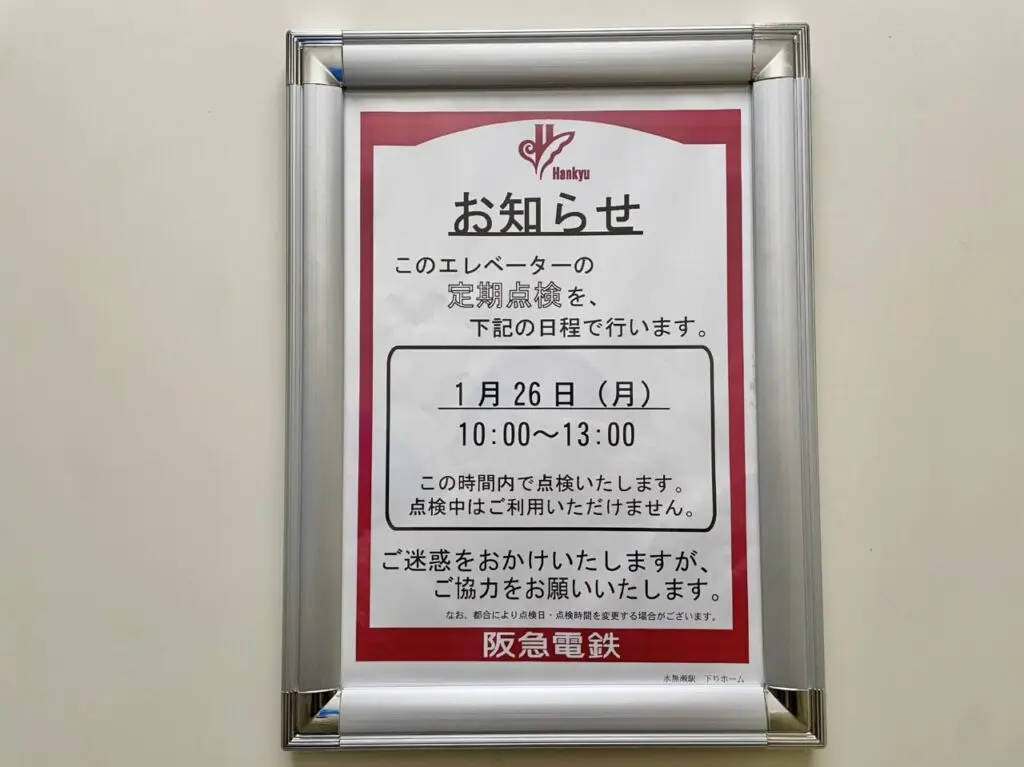 Hankyu
お知らせ
このエレベーターの
定期点検を、
下記の日程で行います。
1月26日（月）
10:00～13:00
この時間内で点検いたします。
点検中はご利用いただけません。
ご迷惑をおかけいたしますが、
ご協力をお願いいたします。
なお、都合により点検日・点検時間を変更する場合がございます。
阪急電鉄
水無瀬駅　下りホーム